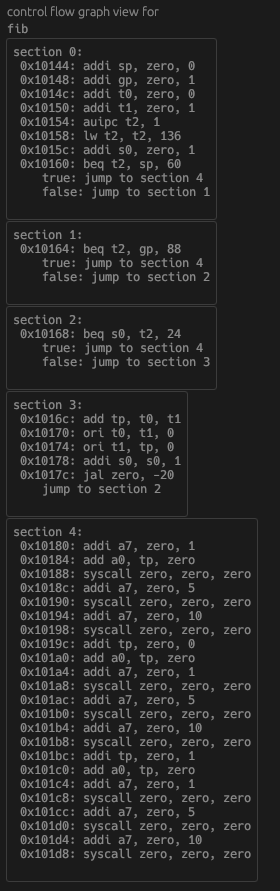 control flow graph view for
fib
section 0:
0x10144: addi sp, zero, 0
0x10148: addi gp, zero, 1
0x1014c: addi t0, zero, 0
0x10150: addi t1, zero, 1
0x10154: auipc t2, 1
0x10158: lw t2, t2, 136
0x1015c: addi s0, zero, 1
0x10160: beq t2, sp, 60
true: jump to section 4
false: jump to section 1
section 1:
0x10164: beq t2, gp, 88
true: jump to section 4
false: jump to section 2
section 2:
0x10168: beq s0, t2, 24
true: jump to section 4
false: jump to section 3
section 3:
0x1016c: add tp, t0, t1
0x10170: ori t0, t1, 0
0x10174: ori t1, tp, 0
0x10178: addi s0, s0, 1
0x1017c: jal zero, -20
jump to section 2
section 4:
0x10180: addi a7, zero, 1
0x10184: add a0, tp, zero
0x10188: syscall zero, zero, zero
0x1018c: addi a7, zero, 5
0x10190: syscall zero, zero, zero
0x10194: addi a7, zero, 10
0x10198: syscall zero, zero, zero
0x1019c: addi tp, zero, 0
0x101a0: add a0, tp, zero
0x101a4: addi a7, zero, 1
0x101a8: syscall zero, zero, zero
0x101ac: addi a7, zero, 5
0x101b0: syscall zero, zero, zero
0x101b4: addi a7, zero, 10
0x101b8: syscall zero, zero, zero
0x101bc: addi tp, zero, 1
0x101c0: add a0, tp, zero
0x101c4: addi a7, zero, 1
0x101c8: syscall zero, zero, zero
0x101cc: addi a7, zero, 5
0x101d0: syscall zero, zero, zero
0x101d4: addi a7, zero, 10
0x101d8: syscall zero, zero, zero